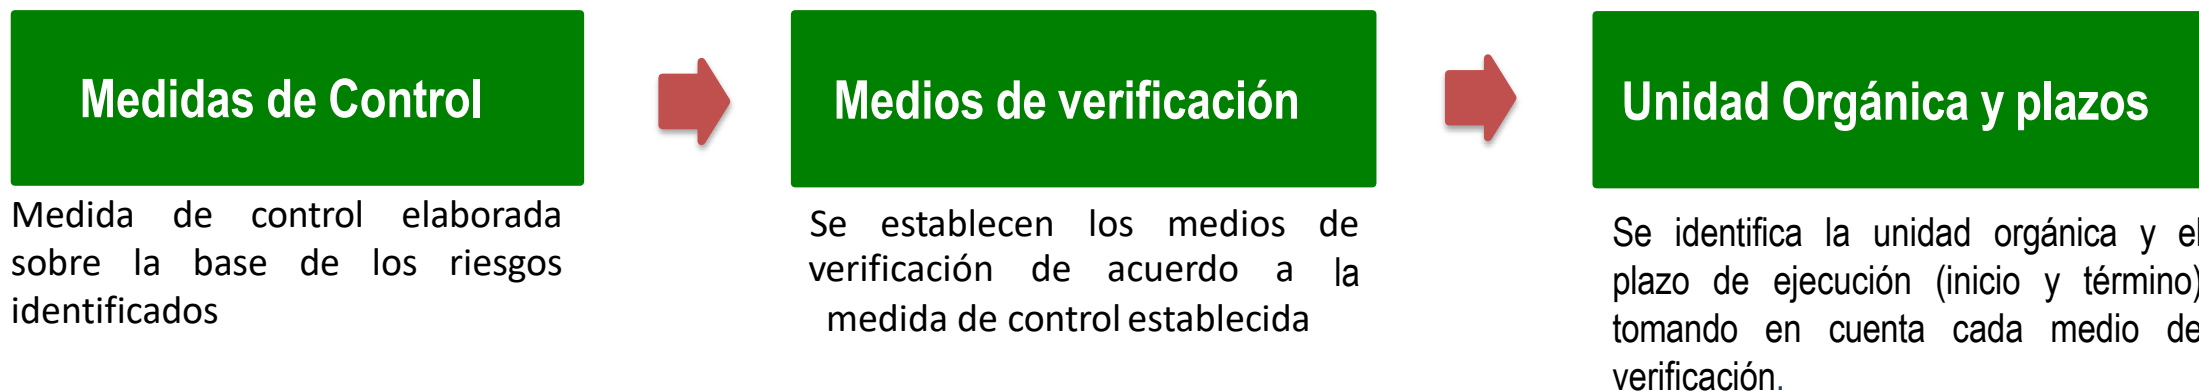 Medidas de Control
Medida de control elaborada
sobre la base de los riesgos
identificados
Medios de verificación
Se establecen los medios de
verificación de acuerdo a la
medida de control establecida
Unidad Orgánica y plazos
Se identifica la unidad orgánica y el
plazo de ejecución (inicio y término)
tomando en cuenta cada medio de
verificación.